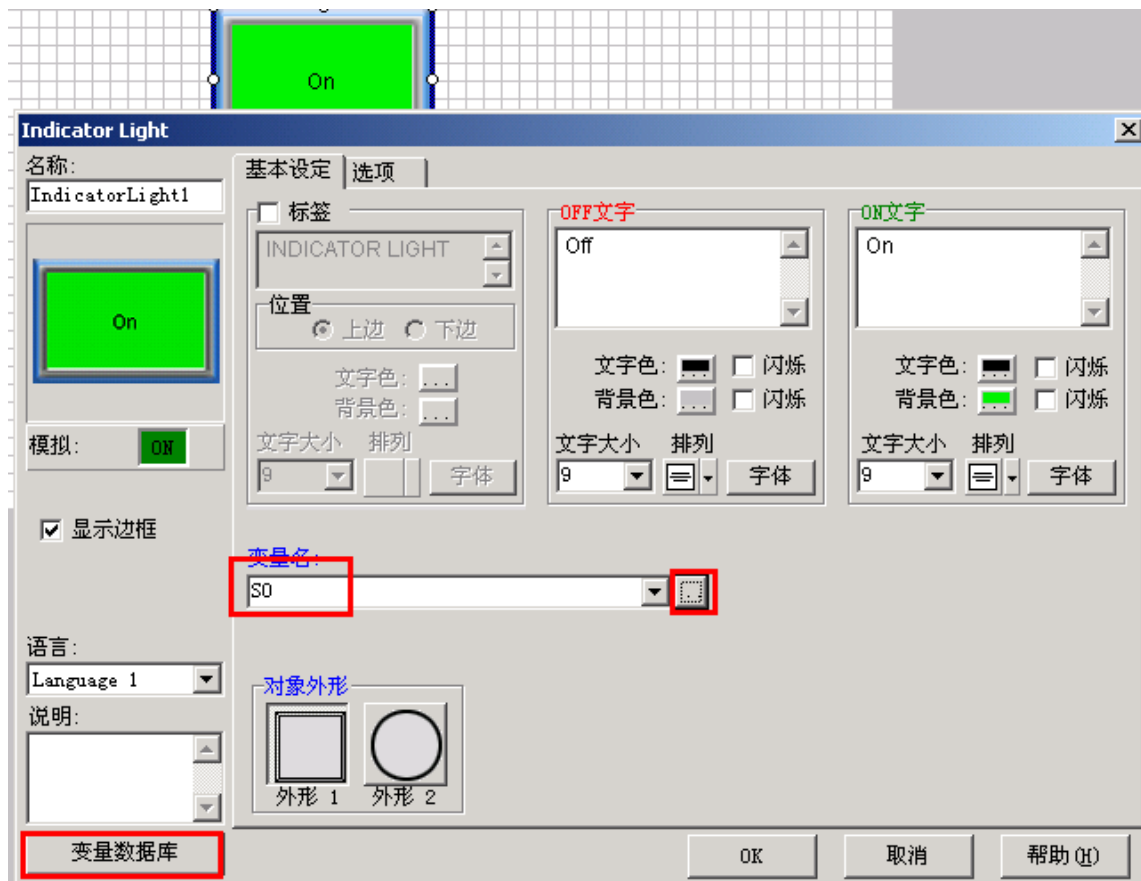 On
Indicator Light
名称:
IndicatorLight1
On
模拟: ON
显示边框
语言:
Language 1
说明:
变量数据库
基本设定 选项
标签
INDICATOR LIGHT
位置
上边 下边
文字色: ...
背景色: ...
文字大小 排列
9 字体
OFF文字
Off
文字色: ... 闪烁
背景色: ... 闪烁
文字大小 排列
9 字体
ON文字
On
文字色: ... 闪烁
背景色: ... 闪烁
文字大小 排列
9 字体
变量名:
S0
对象外形
外形 1 外形 2
OK 取消 帮助(H)